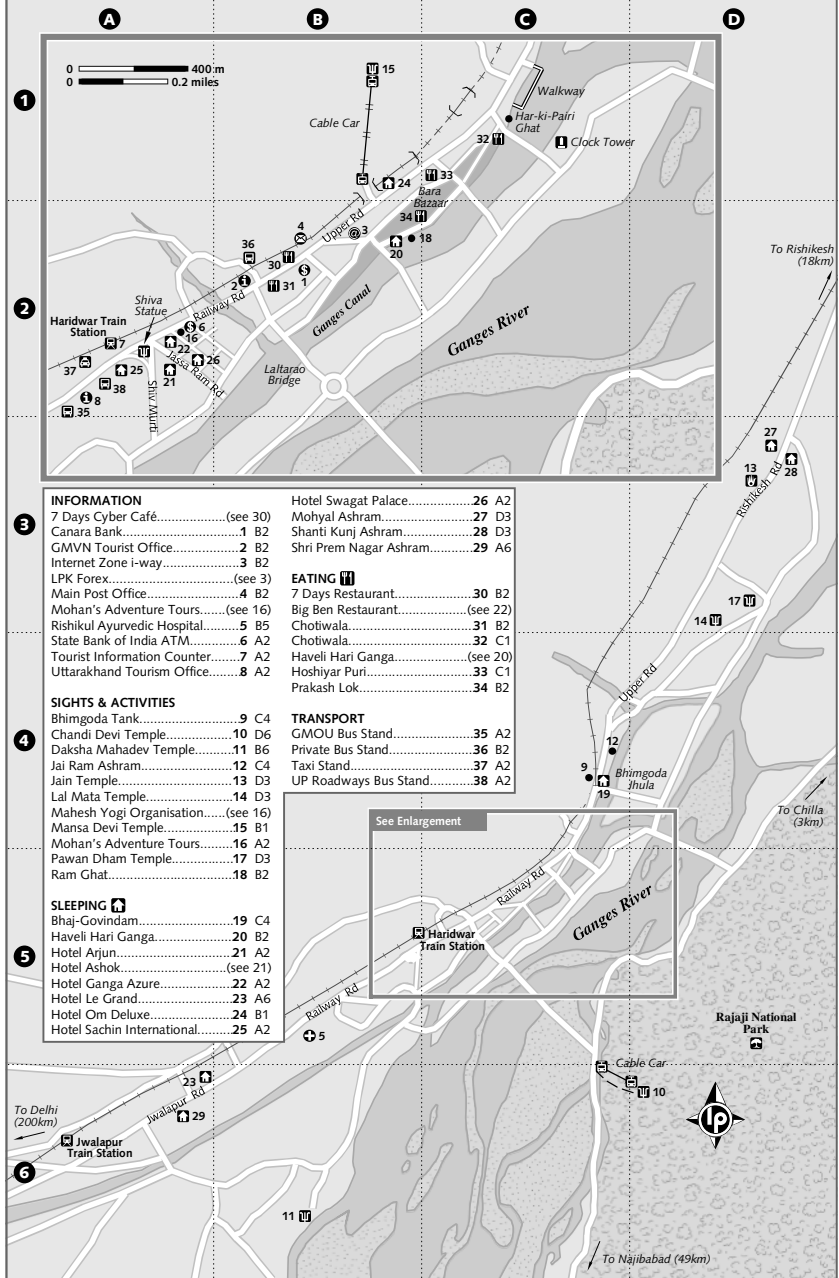 A B C D
1
0 400 m
0 0.2 miles
15
Cable Car
Walkway
Har-ki-Pairi
Ghat
32
Clock Tower
24
33
Bara
Bazaar
34
Upper Rd
4
3
18
20
36
30
2
1
31
2
Railway Rd
Ganges Canal
Ganges River
To Rishikesh
(18km)
Shiva
Statue
Haridwar Train
Station
7
6
16
22
26
Jassa Ram Rd
37
25
21
38
8
35
Shiv Murti
Laltarao
Bridge
27
13
28
Rishikesh Rd
3
INFORMATION
7 Days Cyber Café..................(see 30)
Canara Bank..................1 B2
GMVN Tourist Office..................2 B2
Internet Zone i-way..................3 B2
LPK Forex..................(see 3)
Main Post Office..................4 B2
Mohan's Adventure Tours.....(see 16)
Rishikul Ayurvedic Hospital.........5 B5
State Bank of India ATM............6 A2
Tourist Information Counter........7 A2
Uttarakhand Tourism Office........8 A2
SIGHTS & ACTIVITIES
Bhimgoda Tank..................9 C4
Chandi Devi Temple..................10 D6
Daksha Mahadev Temple.........11 B6
Jai Ram Ashram..................12 C4
Jain Temple..................13 D3
Lal Mata Temple..................14 D3
Mahesh Yogi Organisation.....(see 16)
Mansa Devi Temple..................15 B1
Mohan's Adventure Tours.........16 A2
Pawan Dham Temple..................17 D3
Ram Ghat..................18 B2
SLEEPING
Bhaj-Govindam..................19 C4
Haveli Hari Ganga..................20 B2
Hotel Arjun..................21 A2
Hotel Ashok..................(see 21)
Hotel Ganga Azure..................22 A2
Hotel Le Grand..................23 A6
Hotel Om Deluxe..................24 B1
Hotel Sachin International.........25 A2
Hotel Swagat Palace..................26 A2
Mohyal Ashram..................27 D3
Shanti Kunj Ashram..................28 D3
Shri Prem Nagar Ashram............29 A6
EATING
7 Days Restaurant..................30 B2
Big Ben Restaurant..................(see 22)
Chotiwala..................31 B2
Chotiwala..................32 C1
Haveli Hari Ganga..................(see 20)
Hoshiyar Puri..................33 C1
Prakash Lok..................34 B2
TRANSPORT
GMOU Bus Stand..................35 A2
Private Bus Stand..................36 B2
Taxi Stand..................37 A2
UP Roadways Bus Stand............38 A2
17
14
Upper Rd
4
12
9
Bhimgoda
Jhula
19
To Chilla
(3km)
See Enlargement
Railway Rd
Ganges River
Haridwar
Train Station
5
Railway Rd
5
Rajaji National
Park
Cable Car
10
23
Jwalapur Rd
29
To Delhi
(200km)
Jwalapur
Train Station
lp
6
11
To Najibabad (49km)